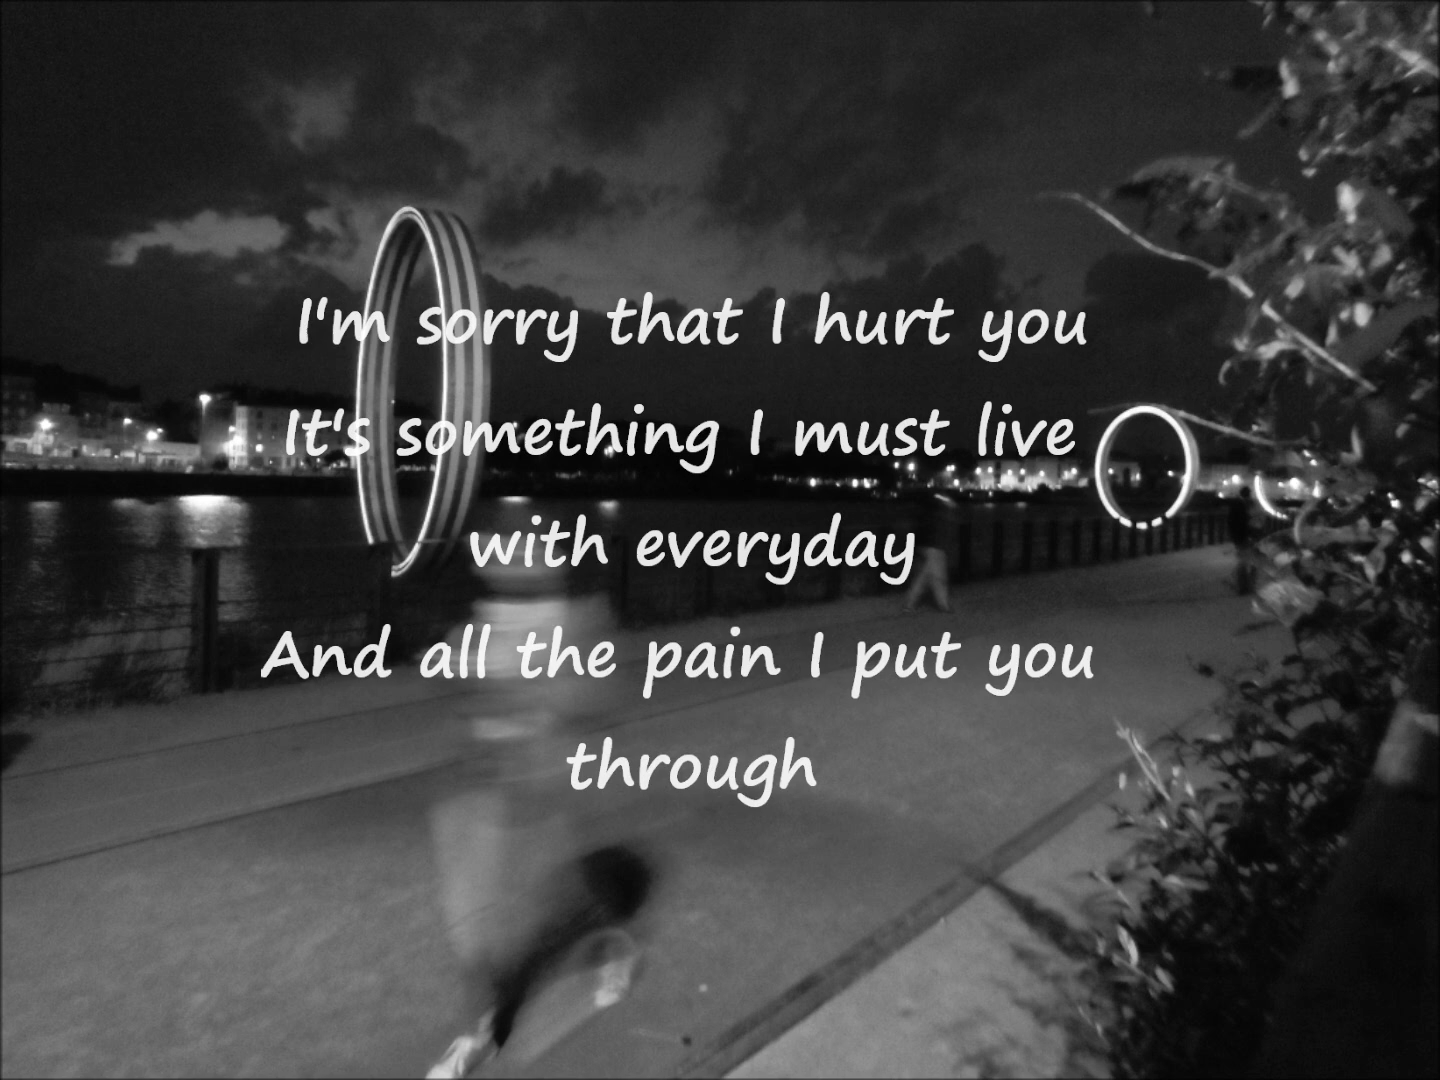 I'm sorry that I hurt you
It's something I must live
with everyday
And all the pain I put you
through